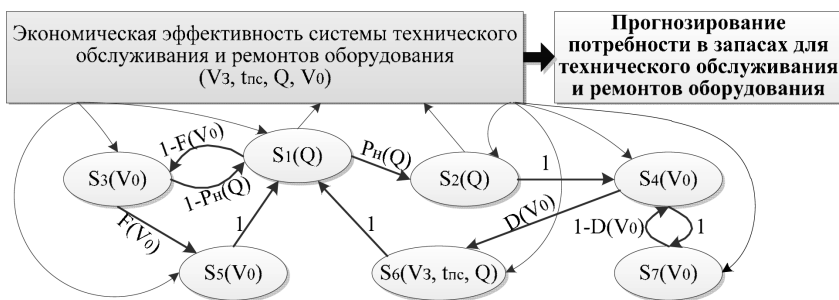 Экономическая эффективность системы технического
обслуживания и ремонтов оборудования
(Vз, tпс, Q, V0)
Прогнозирование
потребности в запасах для
технического обслуживания
и ремонтов оборудования
1-F(V0)
S1(Q)
Pн(Q)
S3(V0)
1-Pн(Q)
S2(Q)
1
S4(V0)
F(V0)
1
1
D(V0)
1-D(V0)
1
S5(V0)
S6(Vз, tпс, Q)
S7(V0)